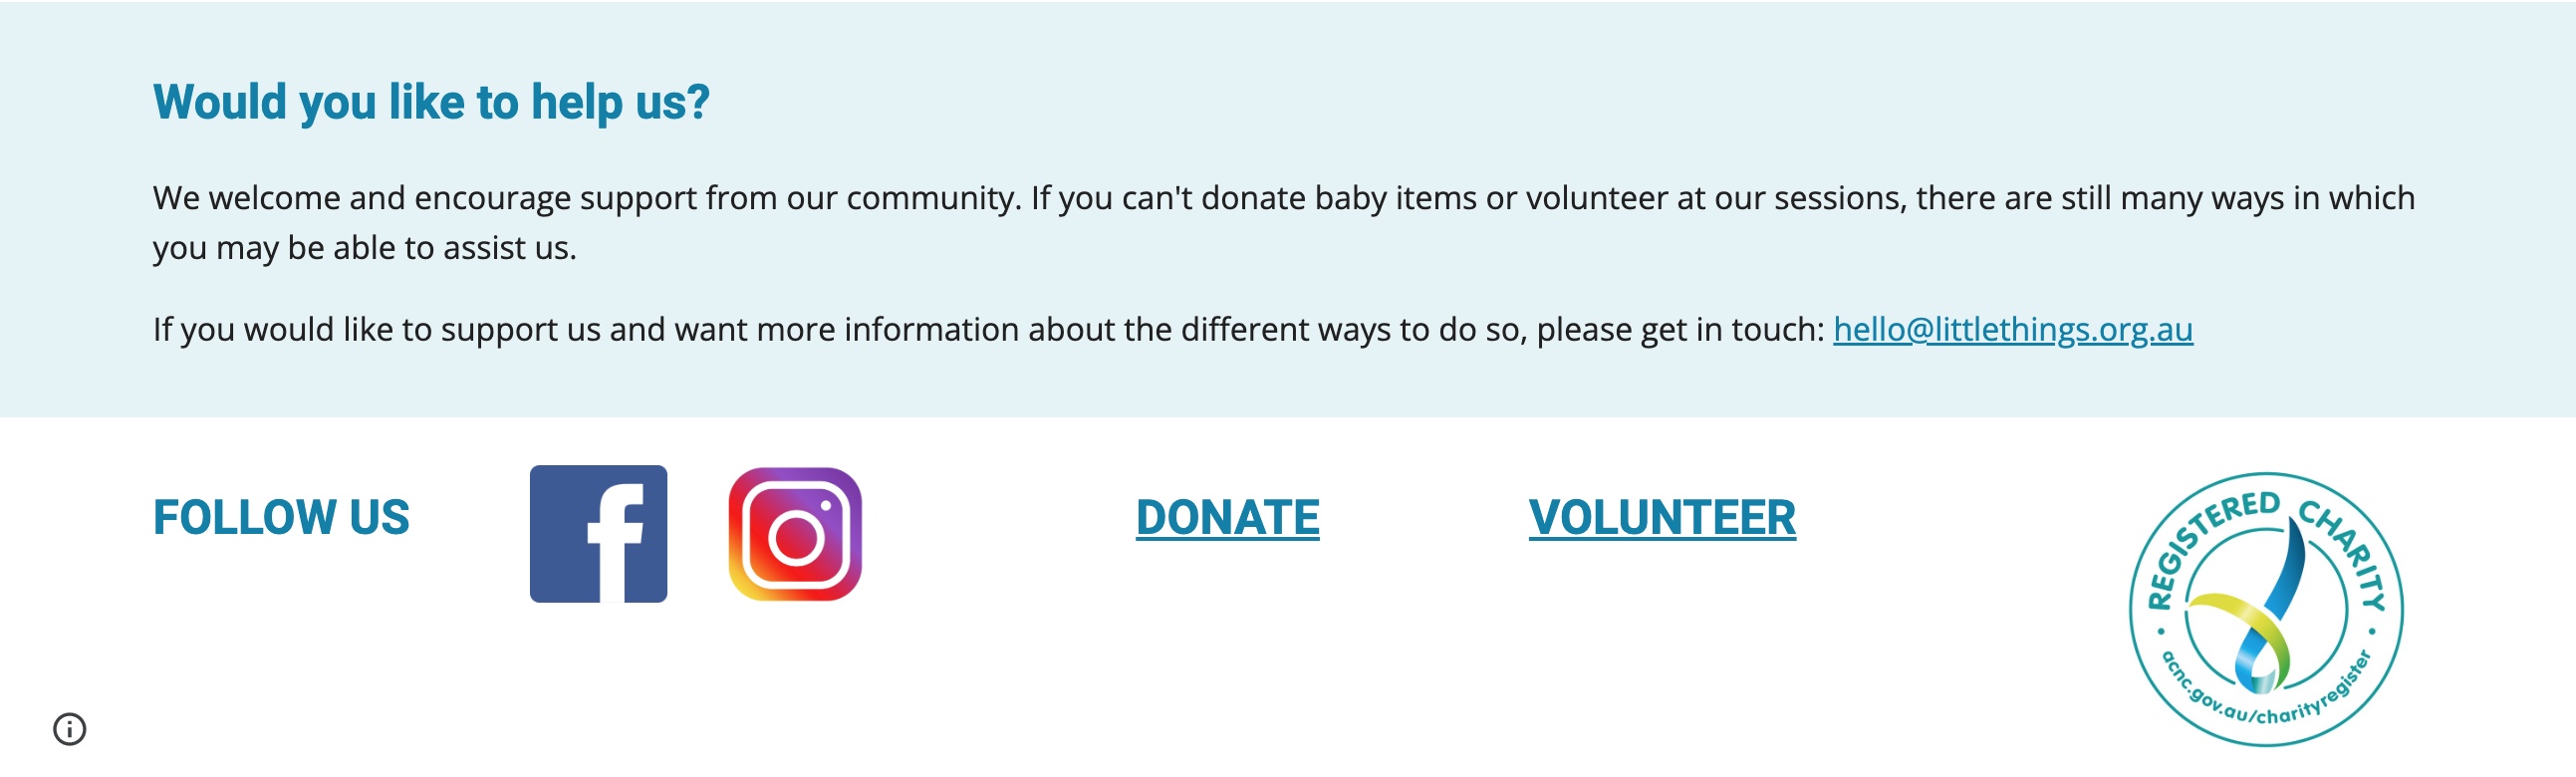 Would you like to help us?
We welcome and encourage support from our community. If you can't donate baby items or volunteer at our sessions, there are still many ways in which
you may be able to assist us.
If you would like to support us and want more information about the different ways to do so, please get in touch: hello@littlethings.org.au
FOLLOW US
DONATE
VOLUNTEER
REGISTERED CHARITY
acnc.gov.au/charityregister